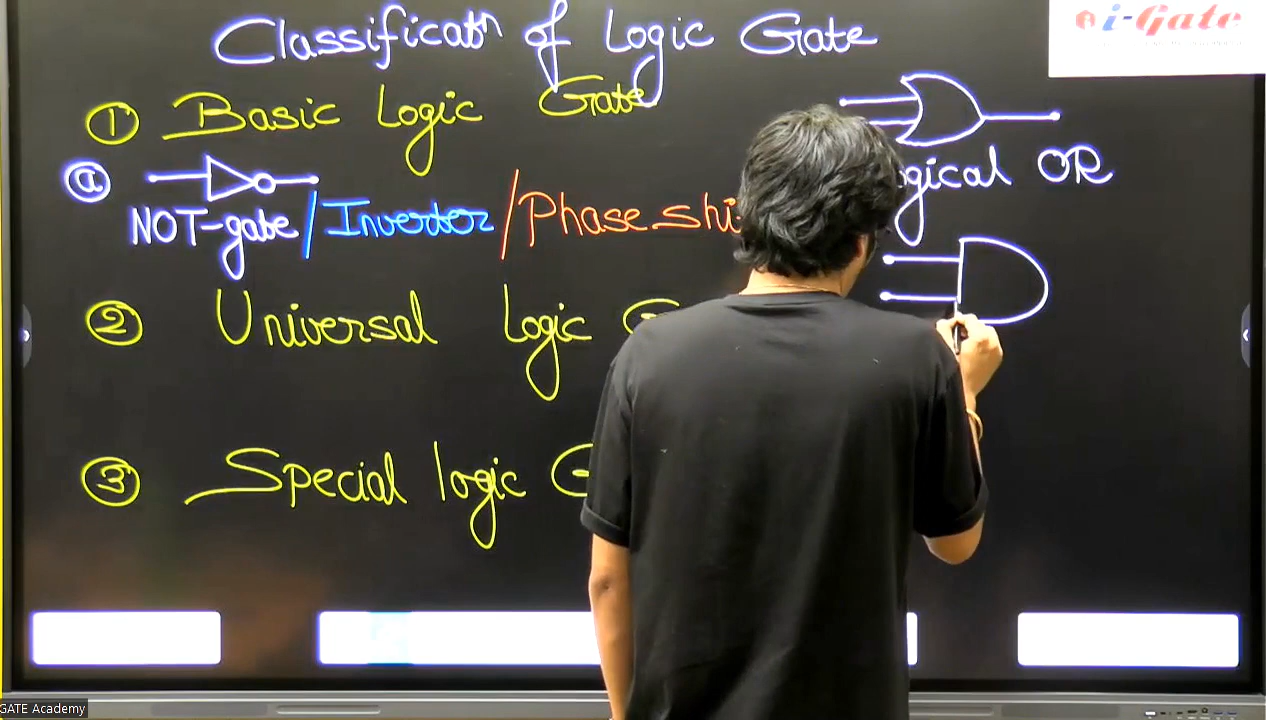 Classificatn of Logic Gate
i-Gate
① Basic Logic Gate
ⓐ
NOT-gate / Inverter / Phase shi
gical OR
② Universal logic G
③ Special logic G
GATE Academy